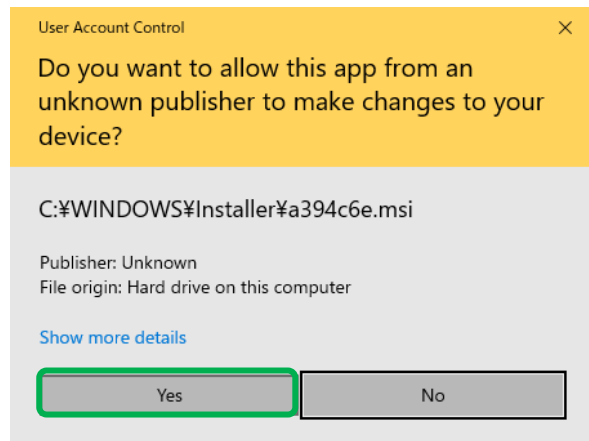 User Account Control
Do you want to allow this app from an
unknown publisher to make changes to your
device?
C:¥WINDOWS¥Installer¥a394c6e.msi
Publisher: Unknown
File origin: Hard drive on this computer
Show more details
Yes
No